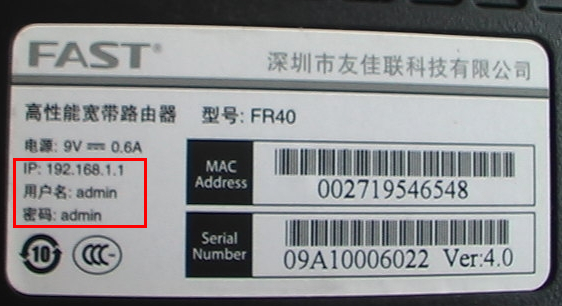 FAST®
深圳市友佳联科技有限公司
高性能宽带路由器 型号: FR40
电源: 9V ⎓ 0.6A
IP: 192.168.1.1
用户名: admin
密码: admin
MAC Address
002719546548
10
CCC
Serial Number
09A10006022 Ver:4.0